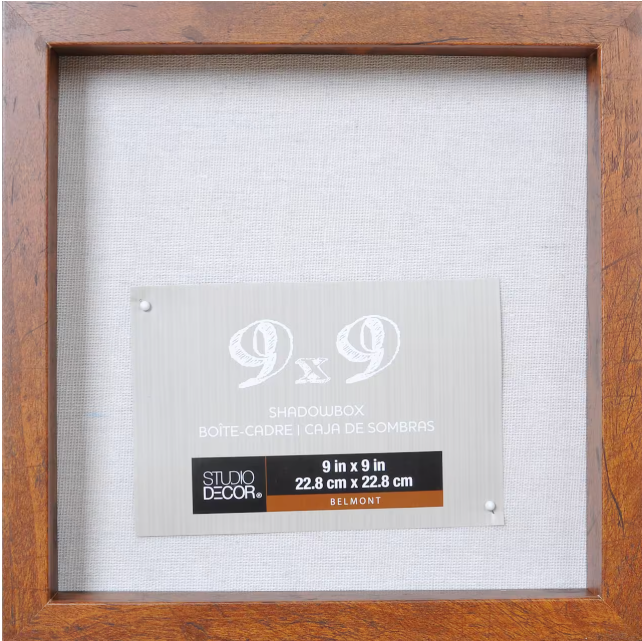 9x9
SHADOWBOX
BOÎTE-CADRE | CAJA DE SOMBRAS
STUDIO
DECOR®
9 in x 9 in
22.8 cm x 22.8 cm
BELMONT